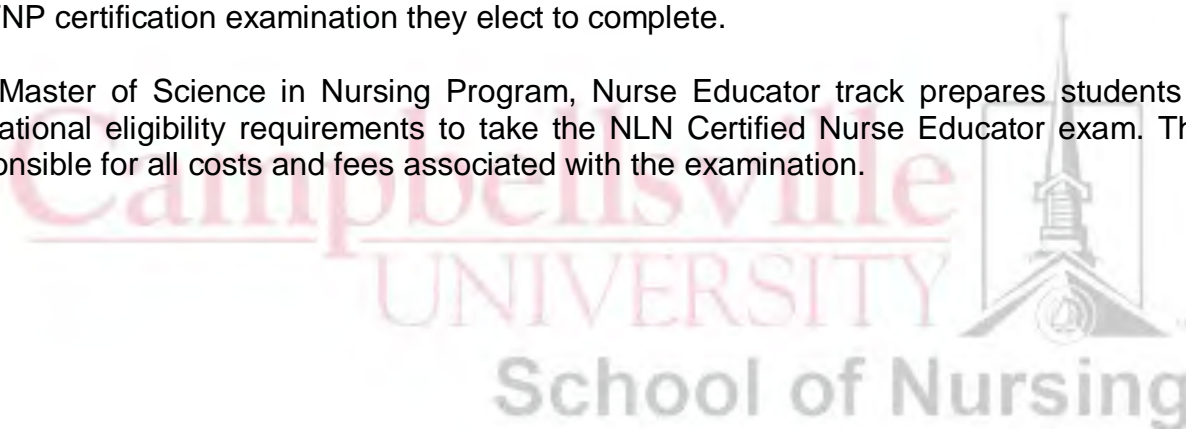 NP certification examination they elect to complete.
Master of Science in Nursing Program, Nurse Educator track prepares students
ational eligibility requirements to take the NLN Certified Nurse Educator exam. Th
onsible for all costs and fees associated with the examination.
Campbellsville
UNIVERSITY
School of Nursing